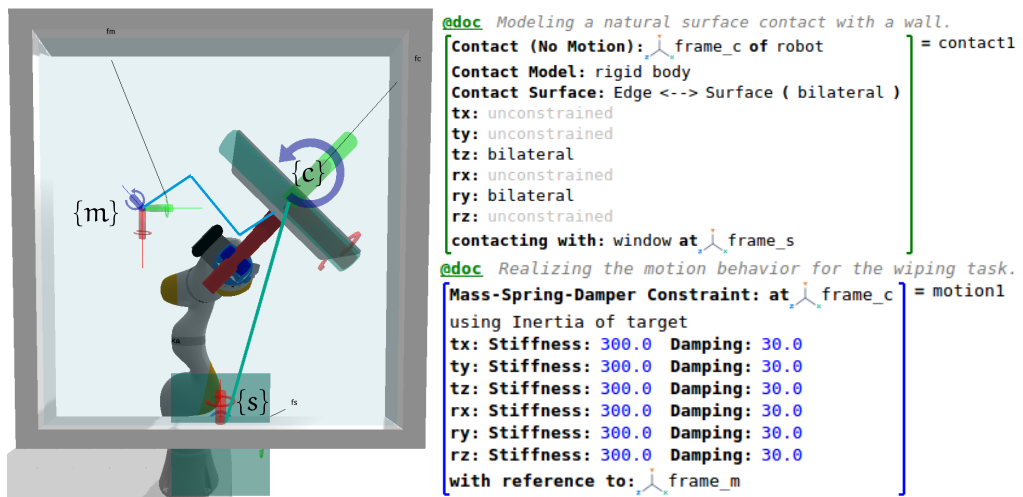 fm
fc
{c}
{m}
{s}
fs
@doc Modeling a natural surface contact with a wall.
Contact (No Motion): frame_c of robot = contact1
Contact Model: rigid body
Contact Surface: Edge <--> Surface ( bilateral )
tx: unconstrained
ty: unconstrained
tz: bilateral
rx: unconstrained
ry: bilateral
rz: unconstrained
contacting with: window at frame_s
@doc Realizing the motion behavior for the wiping task.
Mass-Spring-Damper Constraint: at frame_c = motion1
using Inertia of target
tx: Stiffness: 300.0 Damping: 30.0
ty: Stiffness: 300.0 Damping: 30.0
tz: Stiffness: 300.0 Damping: 30.0
rx: Stiffness: 300.0 Damping: 30.0
ry: Stiffness: 300.0 Damping: 30.0
rz: Stiffness: 300.0 Damping: 30.0
with reference to: frame_m